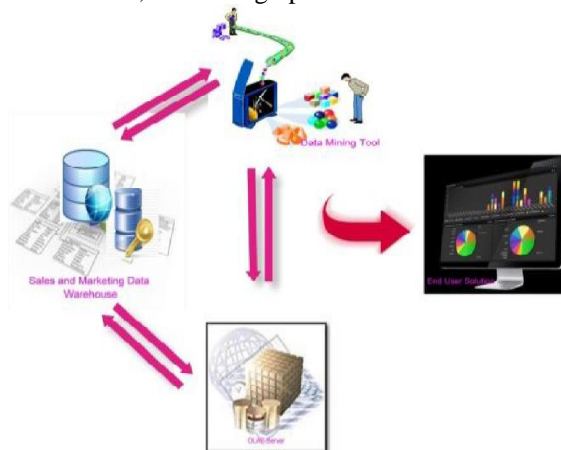 Data Mining Tool
Sales and Marketing Data
Warehouse
End User Solution
OLAP Server